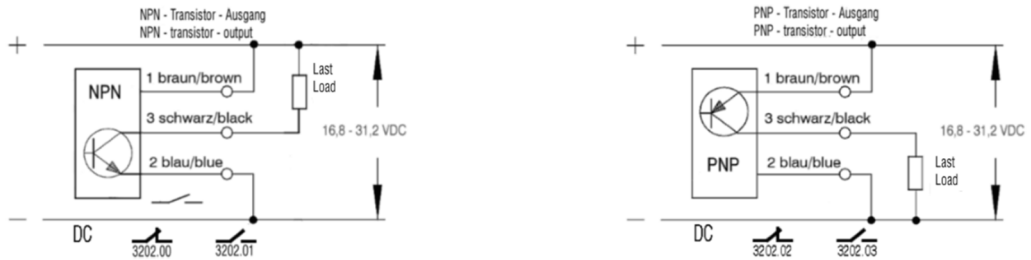 NPN - Transistor - Ausgang
NPN - transistor - output
+
1 braun/brown
Last
Load
NPN
3 schwarz/black
16,8 - 31,2 VDC
2 blau/blue
—
DC
3202.00
3202.01
PNP - Transistor - Ausgang
PNP - transistor - output
+
1 braun/brown
3 schwarz/black
16,8 - 31,2 VDC
PNP
2 blau/blue
Last
Load
—
DC
3202.02
3202.03